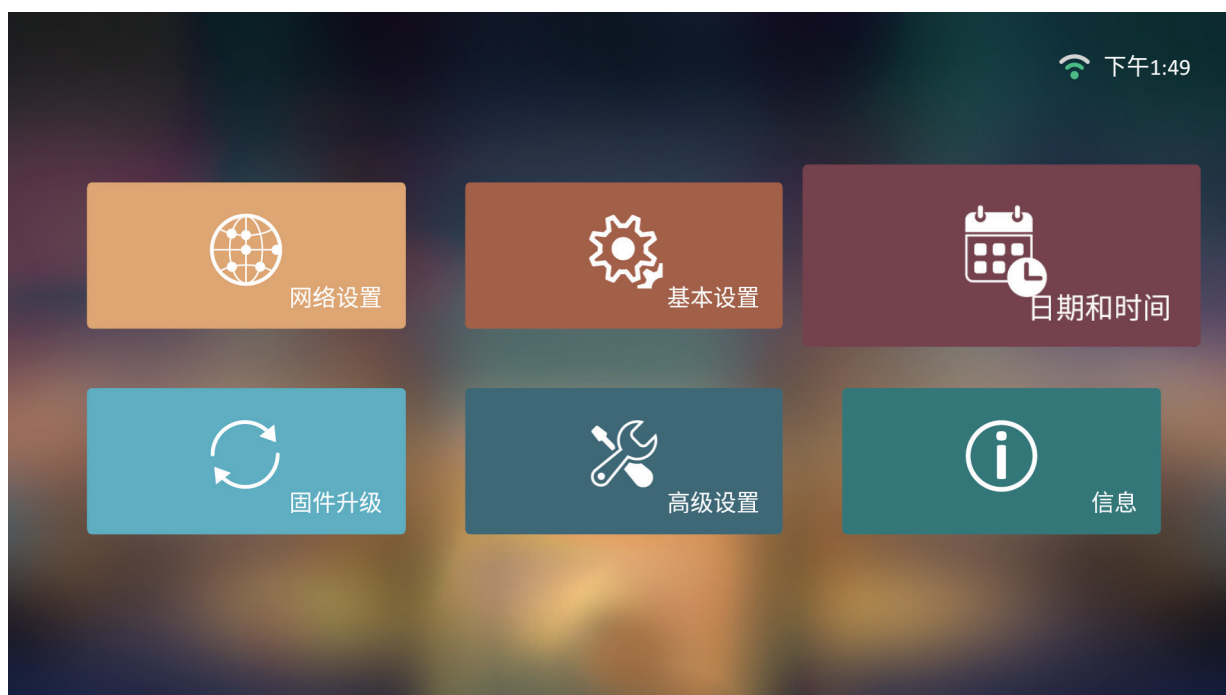 下午1:49
网络设置
基本设置
日期和时间
固件升级
高级设置
信息